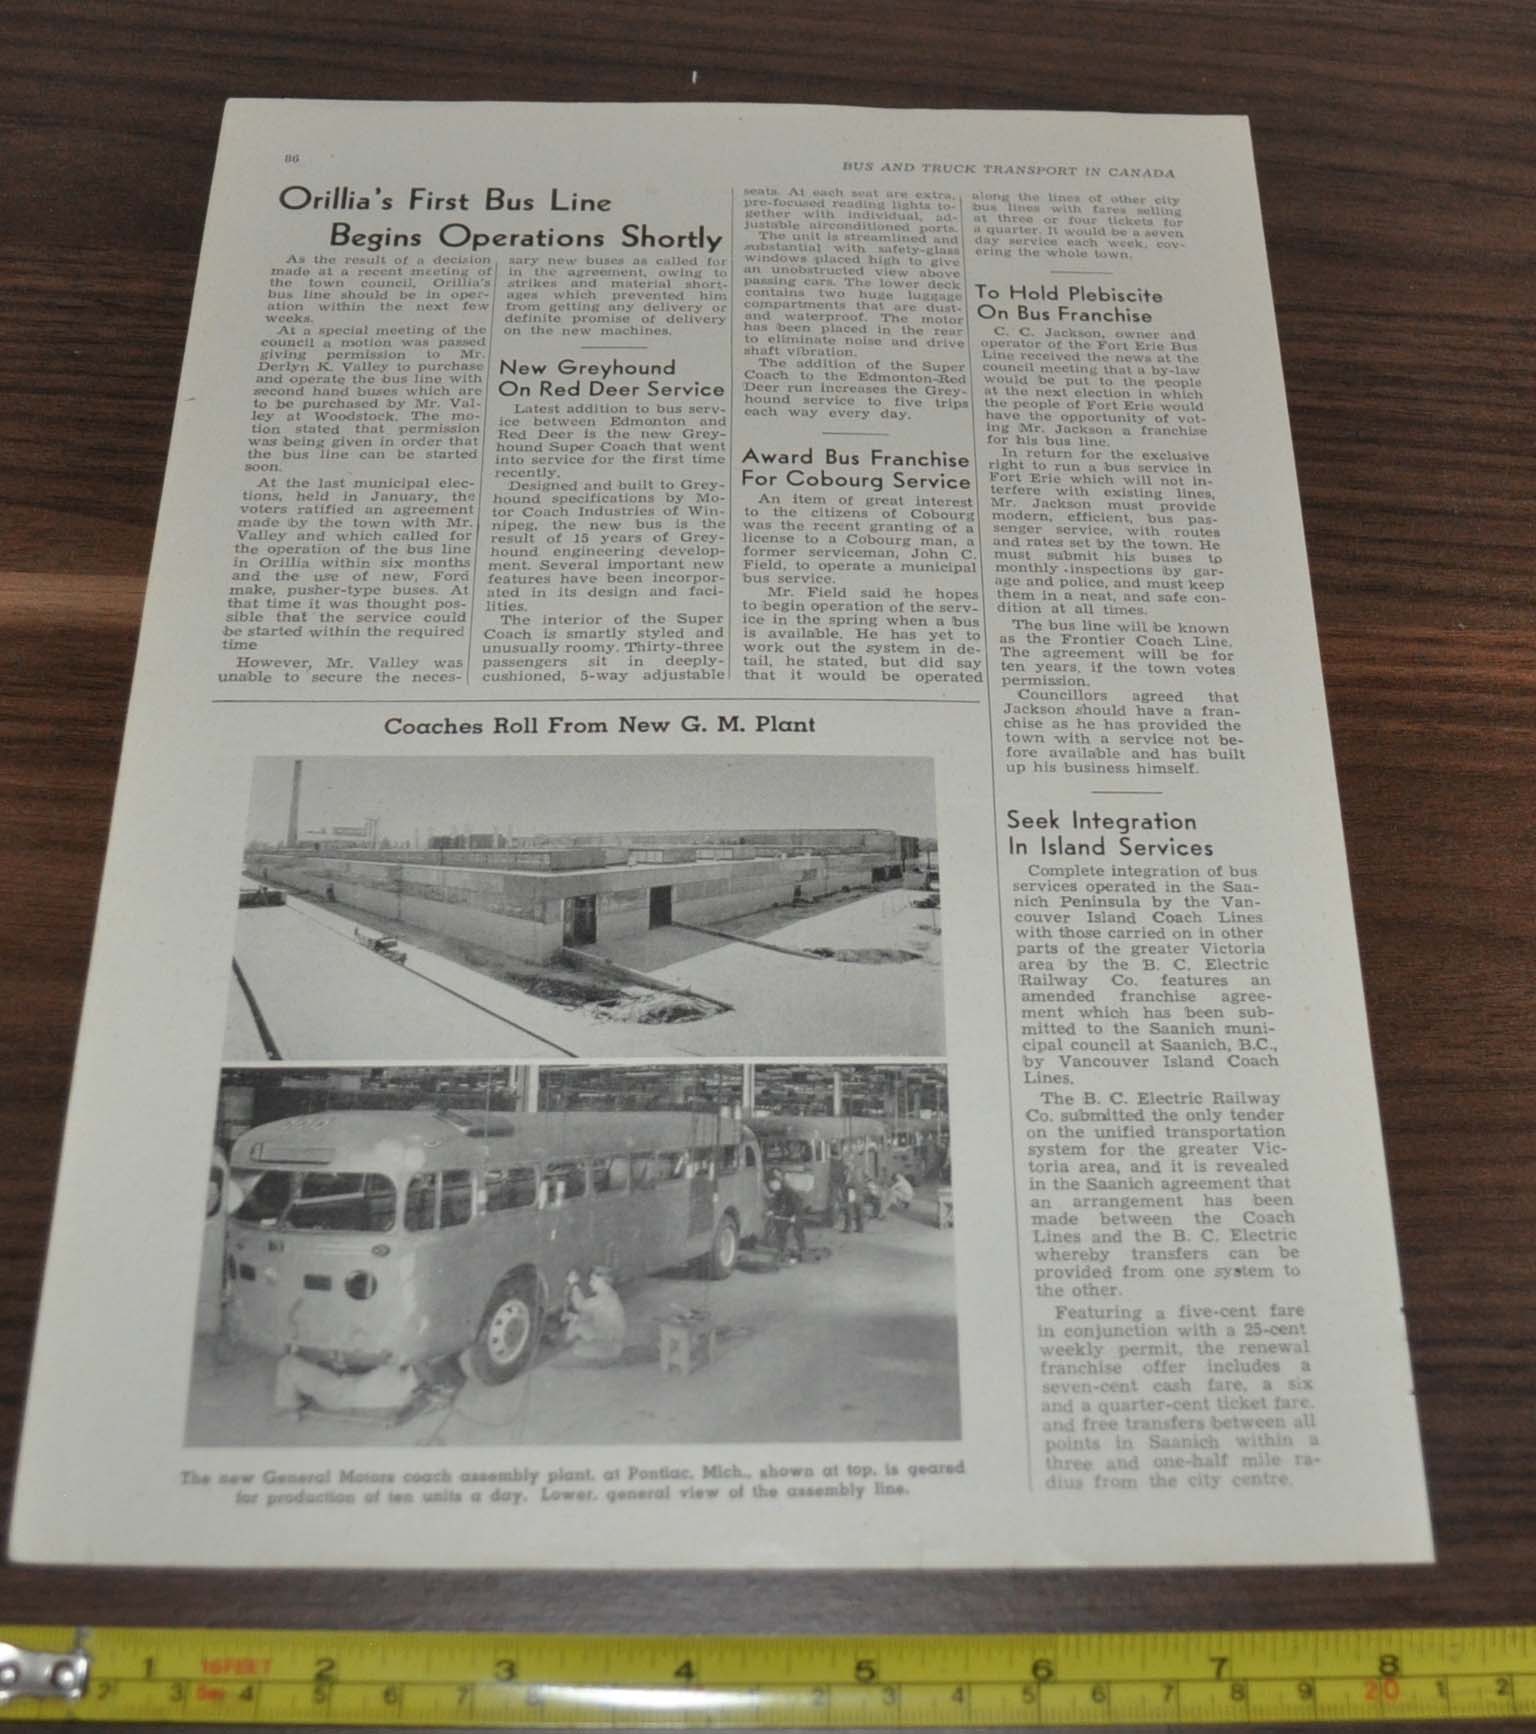 86
BUS AND TRUCK TRANSPORT IN CANADA
Orillia's First Bus Line
Begins Operations Shortly
As the result of a decision
made at a recent meeting of
the town council, Orillia's
bus line should be in oper-
ation within the next few
weeks.
At a special meeting of the
council a motion was passed
giving permission to Mr.
Derlyn K. Valley to purchase
and operate the bus line with
second hand buses which are
to be purchased by Mr. Val-
ley at Woodstock. The mo-
tion stated that permission
was being given in order that
the bus line can be started
soon.
At the last municipal elec-
tions, held in January, the
voters ratified an agreement
made by the town with Mr.
Valley and which called for
the operation of the bus line
in Orillia within six months
and the use of new, Ford
make, pusher-type buses. At
that time it was thought pos-
sible that the service could
be started within the required
time
However, Mr. Valley was
unable to secure the neces-
sary new buses as called for
in the agreement, owing to
strikes and material short-
ages which prevented him
from getting any delivery or
definite promise of delivery
on the new machines.
New Greyhound
On Red Deer Service
Latest addition to bus serv-
ice between Edmonton and
Red Deer is the new Grey-
hound Super Coach that went
into service for the first time
recently.
Designed and built to Grey-
hound specifications by Mo-
tor Coach Industries of Win-
nipeg, the new bus is the
result of 15 years of Grey-
hound engineering develop-
ment. Several important new
features have been incorpor-
ated in its design and faci-
lities.
The interior of the Super
Coach is smartly styled and
unusually roomy. Thirty-three
passengers sit in deeply-
cushioned, 5-way adjustable
seats. At each seat are extra,
pre-focused reading lights to-
gether with individual, ad-
justable airconditioned ports.
The unit is streamlined and
substantial with safety-glass
windows placed high to give
an unobstructed view above
passing cars. The lower deck
contains two huge luggage
compartments that are dust-
and waterproof. The motor
has been placed in the rear
to eliminate noise and drive
shaft vibration.
The addition of the Super
Coach to the Edmonton-Red
Deer run increases the Grey-
hound service to five trips
each way every day.
Award Bus Franchise
For Cobourg Service
An item of great interest
to the citizens of Cobourg
was the recent granting of a
license to a Cobourg man, a
former serviceman, John C.
Field, to operate a municipal
bus service.
Mr. Field said he hopes
to begin operation of the serv-
ice in the spring when a bus
is available. He has yet to
work out the system in de-
tail, he stated, but did say
that it would be operated
along the lines of other city
bus lines with fares selling
at three or four tickets for
a quarter. It would be a seven
day service each week, cov-
ering the whole town.
To Hold Plebiscite
On Bus Franchise
C. C. Jackson, owner and
operator of the Fort Erie Bus
Line received the news at the
council meeting that a by-law
would be put to the people
at the next election in which
the people of Fort Erie would
have the opportunity of vot-
ing Mr. Jackson a franchise
for his bus line.
In return for the exclusive
right to run a bus service in
Fort Erie which will not in-
terfere with existing lines,
Mr. Jackson must provide
modern, efficient, bus pas-
senger service, with routes
and rates set by the town. He
must submit his buses to
monthly inspections by gar-
age and police, and must keep
them in a neat, and safe con-
dition at all times.
The bus line will be known
as the Frontier Coach Line.
The agreement will be for
ten years, if the town votes
permission.
Councillors agreed that
Jackson should have a fran-
chise as he has provided the
town with a service not be-
fore available and has built
up his business himself.
Seek Integration
In Island Services
Complete integration of bus
services operated in the Saa-
nich Peninsula by the Van-
couver Island Coach Lines
with those carried on in other
parts of the greater Victoria
area by the B. C. Electric
Railway Co. features an
amended franchise agree-
ment which has been sub-
mitted to the Saanich muni-
cipal council at Saanich, B.C.,
by Vancouver Island Coach
Lines.
The B. C. Electric Railway
Co. submitted the only tender
on the unified transportation
system for the greater Vic-
toria area, and it is revealed
in the Saanich agreement that
an arrangement has been
made between the Coach
Lines and the B. C. Electric
whereby transfers can be
provided from one system to
the other.
Featuring a five-cent fare
in conjunction with a 25-cent
weekly permit, the renewal
franchise offer includes a
seven-cent cash fare, a six
and a quarter-cent ticket fare,
and free transfers between all
points in Saanich within a
three and one-half mile ra-
dius from the city centre.
Coaches Roll From New G. M. Plant
The new General Motors coach assembly plant, at Pontiac, Mich., shown at top, is geared
for production of ten units a day. Lower, general view of the assembly line.
1 16FEET 2 3 4 5 6 7 8
2 3 5m 4 5 6 7 8 2 3 4 5 6 7 8 9 20 1 2